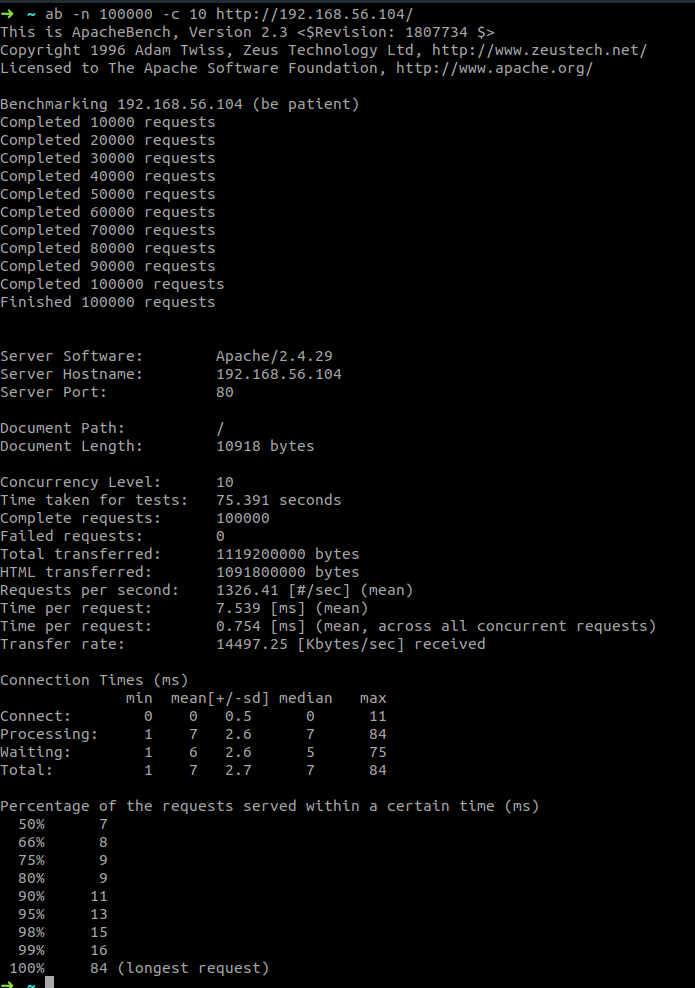 ➜ ~ ab -n 100000 -c 10 http://192.168.56.104/
This is ApacheBench, Version 2.3 <$Revision: 1807734 $>
Copyright 1996 Adam Twiss, Zeus Technology Ltd, http://www.zeustech.net/
Licensed to The Apache Software Foundation, http://www.apache.org/

Benchmarking 192.168.56.104 (be patient)
Completed 10000 requests
Completed 20000 requests
Completed 30000 requests
Completed 40000 requests
Completed 50000 requests
Completed 60000 requests
Completed 70000 requests
Completed 80000 requests
Completed 90000 requests
Completed 100000 requests
Finished 100000 requests


Server Software:        Apache/2.4.29
Server Hostname:        192.168.56.104
Server Port:            80

Document Path:          /
Document Length:        10918 bytes

Concurrency Level:      10
Time taken for tests:   75.391 seconds
Complete requests:      100000
Failed requests:        0
Total transferred:      1119200000 bytes
HTML transferred:       1091800000 bytes
Requests per second:    1326.41 [#/sec] (mean)
Time per request:       7.539 [ms] (mean)
Time per request:       0.754 [ms] (mean, across all concurrent requests)
Transfer rate:          14497.25 [Kbytes/sec] received

Connection Times (ms)
              min  mean[+/-sd] median   max
Connect:        0    0   0.5      0      11
Processing:     1    7   2.6      7      84
Waiting:        1    6   2.6      5      75
Total:          1    7   2.7      7      84

Percentage of the requests served within a certain time (ms)
  50%      7
  66%      8
  75%      9
  80%      9
  90%     11
  95%     13
  98%     15
  99%     16
 100%     84 (longest request)
➜ ~